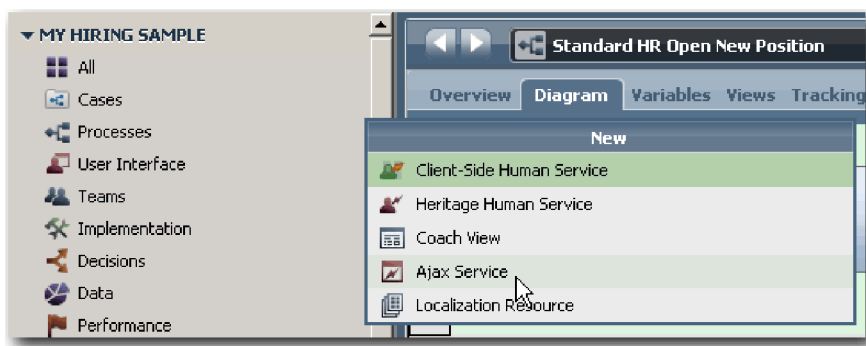 MY HIRING SAMPLE
All
Cases
Processes
User Interface
Teams
Implementation
Decisions
Data
Performance
Standard HR Open New Position
Overview Diagram Variables Views Tracking
New
Client-Side Human Service
Heritage Human Service
Coach View
Ajax Service
Localization Resource